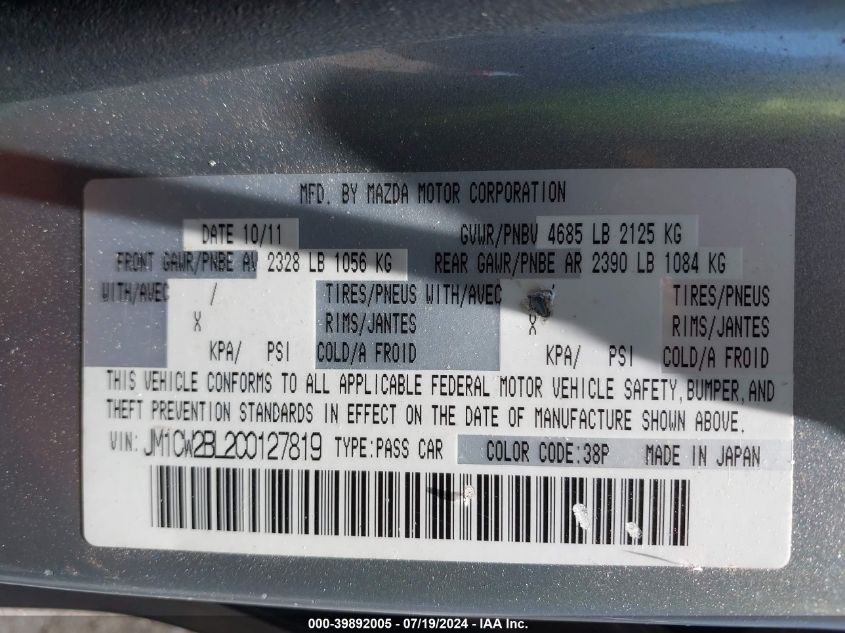 MFD. BY MAZDA MOTOR CORPORATION
DATE 10/11 GVWR/PNBV 4685 LB 2125 KG
FRONT GAWR/PNBE AV 2328 LB 1056 KG REAR GAWR/PNBE AR 2390 LB 1084 KG
WITH/AVEC / TIRES/PNEUS WITH/AVEC / TIRES/PNEUS
X RIMS/JANTES X RIMS/JANTES
KPA/ PSI COLD/A FROID KPA/ PSI COLD/A FROID
THIS VEHICLE CONFORMS TO ALL APPLICABLE FEDERAL MOTOR VEHICLE SAFETY, BUMPER, AND
THEFT PREVENTION STANDARDS IN EFFECT ON THE DATE OF MANUFACTURE SHOWN ABOVE.
VIN: JM1CW2BL2C0127819 TYPE:PASS CAR COLOR CODE:38P MADE IN JAPAN
000-39892005 - 07/19/2024 - IAA Inc.